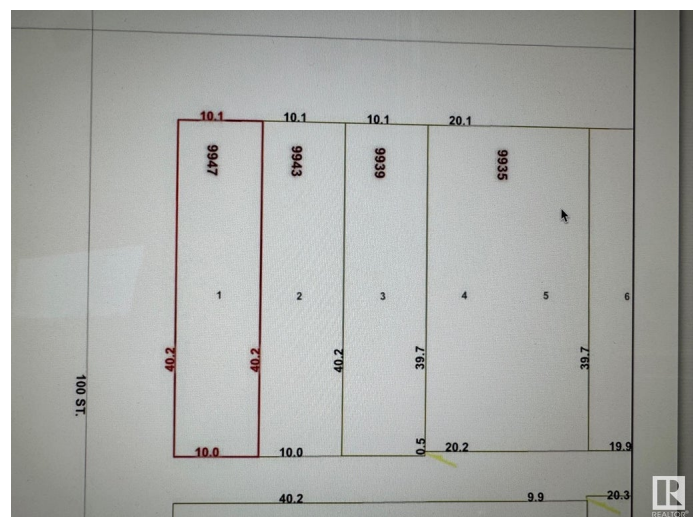 10.1 10.1 10.1 20.1
9947 9943 9939 9935
1 2 3 4 5 6
40.2 40.2 40.2 39.7 39.7
100 ST.
10.0 10.0 0.5 20.2 19.9
40.2 9.9 20.3
REALTOR®